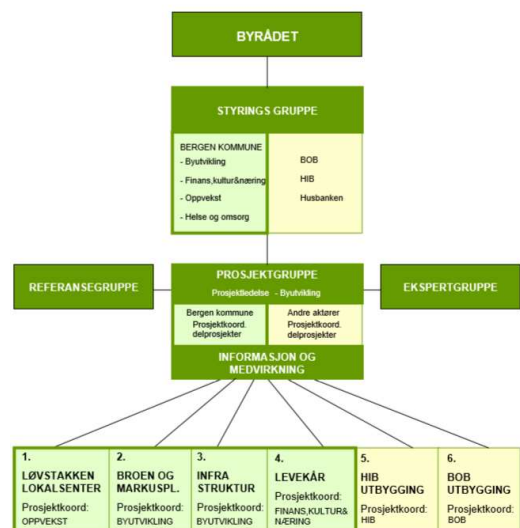 BYRÅDET
STYRINGS GRUPPE
BERGEN KOMMUNE
- Byutvikling
- Finans,kultur&næring
- Oppvekst
- Helse og omsorg
BOB
HIB
Husbanken
REFERANSEGRUPPE
PROSJEKTGRUPPE
Prosjektledelse - Byutvikling
Bergen kommune
Prosjektkoord.
delprosjekter
Andre aktører
Prosjektkoord.
delprosjekter
INFORMASJON OG
MEDVIRKNING
EKSPERTGRUPPE
1.
LØVSTAKKEN
LOKALSENTER
Prosjektkoord:
OPPVEKST
2.
BROEN OG
MARKUSPL.
Prosjektkoord:
BYUTVIKLING
3.
INFRA
STRUKTUR
Prosjektkoord:
BYUTVIKLING
4.
LEVEKÅR
Prosjektkoord:
FINANS,KULTUR&
NÆRING
5.
HIB
UTBYGGING
Prosjektkoord:
HIB
6.
BOB
UTBYGGING
Prosjektkoord:
BOB